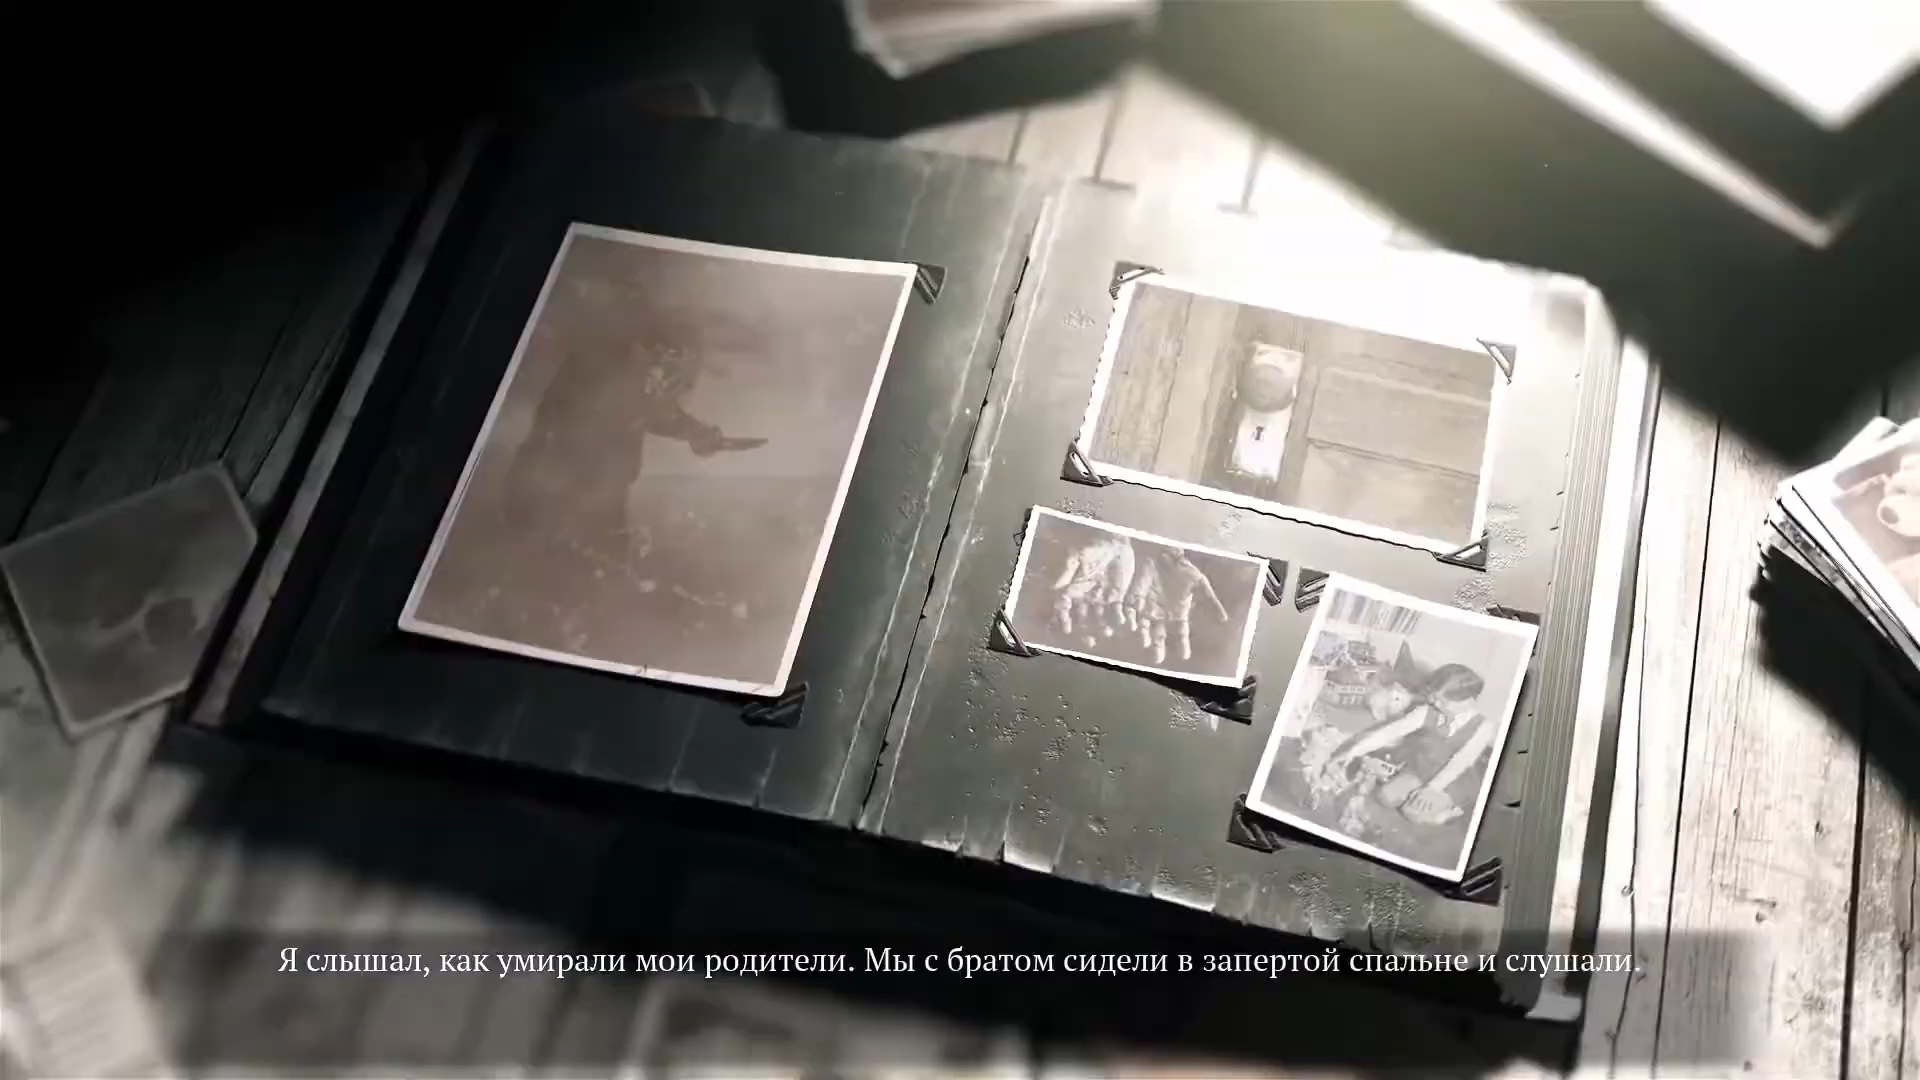 Я слышал, как умирали мои родители. Мы с братом сидели в запертой спальне и слушали.